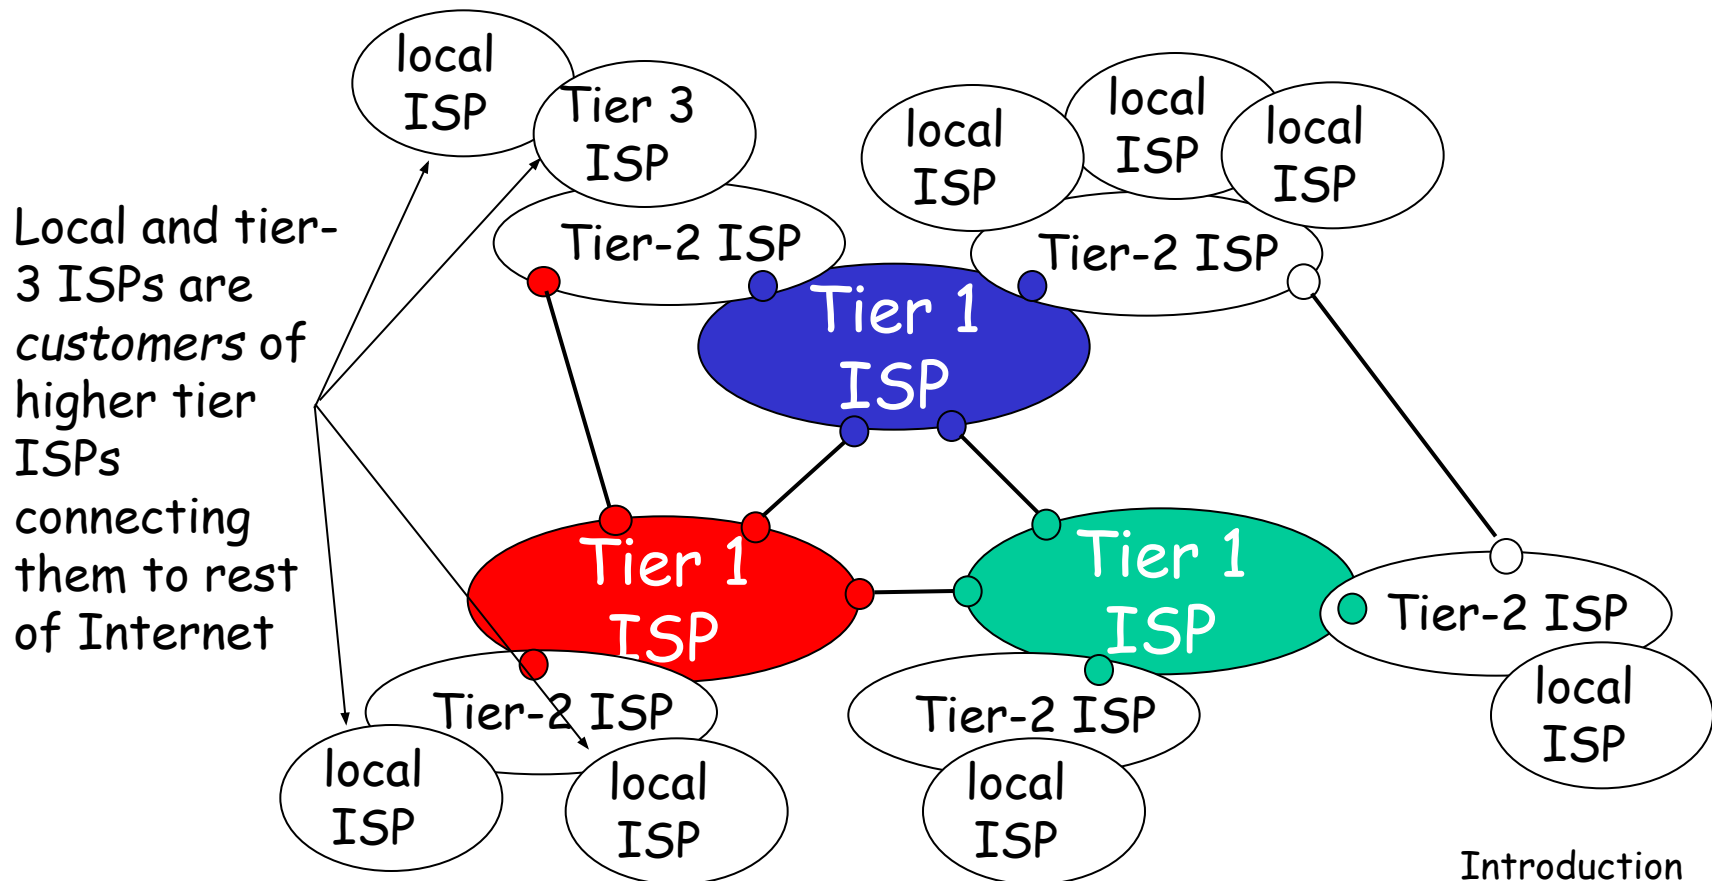 local
ISP
Tier 3
ISP
local
ISP
local
ISP
local
ISP
Local and tier-
3 ISPs are
customers of
higher tier
ISPs
connecting
them to rest
of Internet
Tier-2 ISP
Tier-2 ISP
Tier 1
ISP
Tier 1
ISP
Tier 1
ISP
Tier-2 ISP
local
ISP
Tier-2 ISP
local
ISP
local
ISP
Tier-2 ISP
local
ISP
Introduction